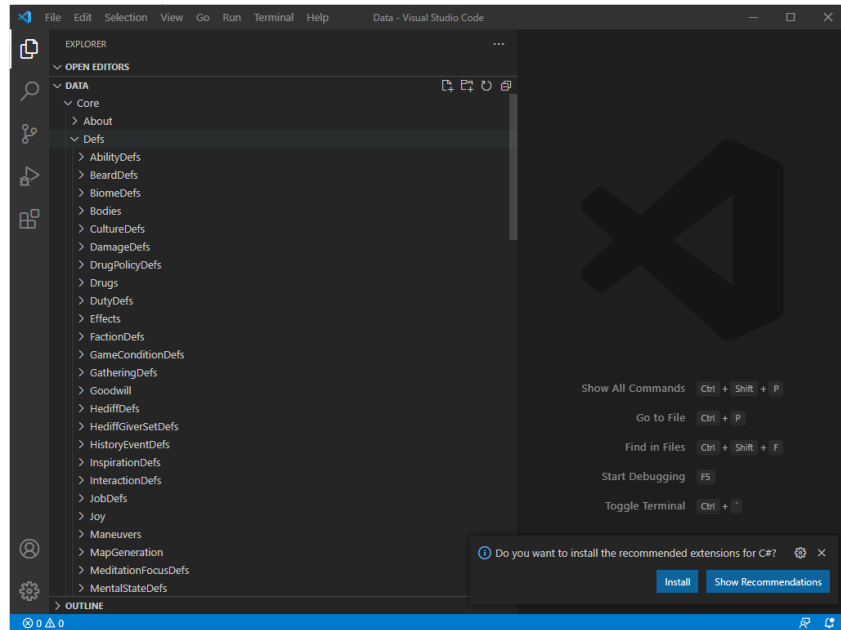 File Edit Selection View Go Run Terminal Help Data - Visual Studio Code
EXPLORER
OPEN EDITORS
DATA
Core
About
Defs
AbilityDefs
BeardDefs
BiomeDefs
Bodies
CultureDefs
DamageDefs
DrugPolicyDefs
Drugs
DutyDefs
Effects
FactionDefs
GameConditionDefs
GatheringDefs
Goodwill
HediffDefs
HediffGiverSetDefs
HistoryEventDefs
InspirationDefs
InteractionDefs
JobDefs
Joy
Maneuvers
MapGeneration
MeditationFocusDefs
MentalStateDefs
OUTLINE
Show All Commands Ctrl + Shift + P
Go to File Ctrl + P
Find in Files Ctrl + Shift + F
Start Debugging F5
Toggle Terminal Ctrl + `
Do you want to install the recommended extensions for C#?
Install Show Recommendations
0 0